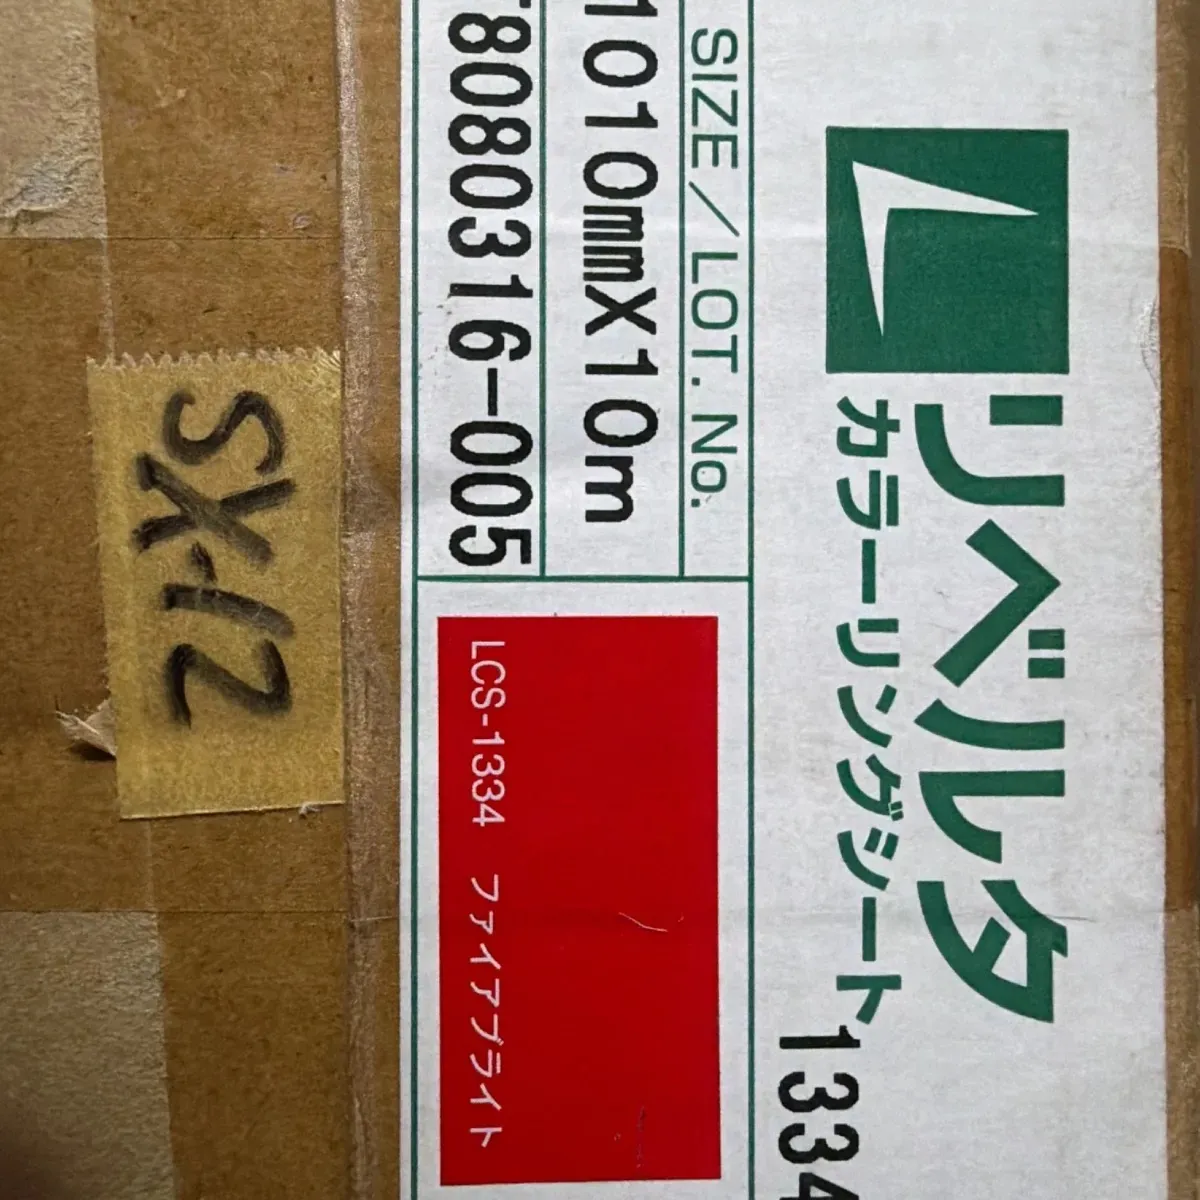 リベルタ
カラーリングシート
1334
SIZE/LOT. No.
1010mmX10m
T8080316-005
LCS-1334 ファイアブライト
SX-12